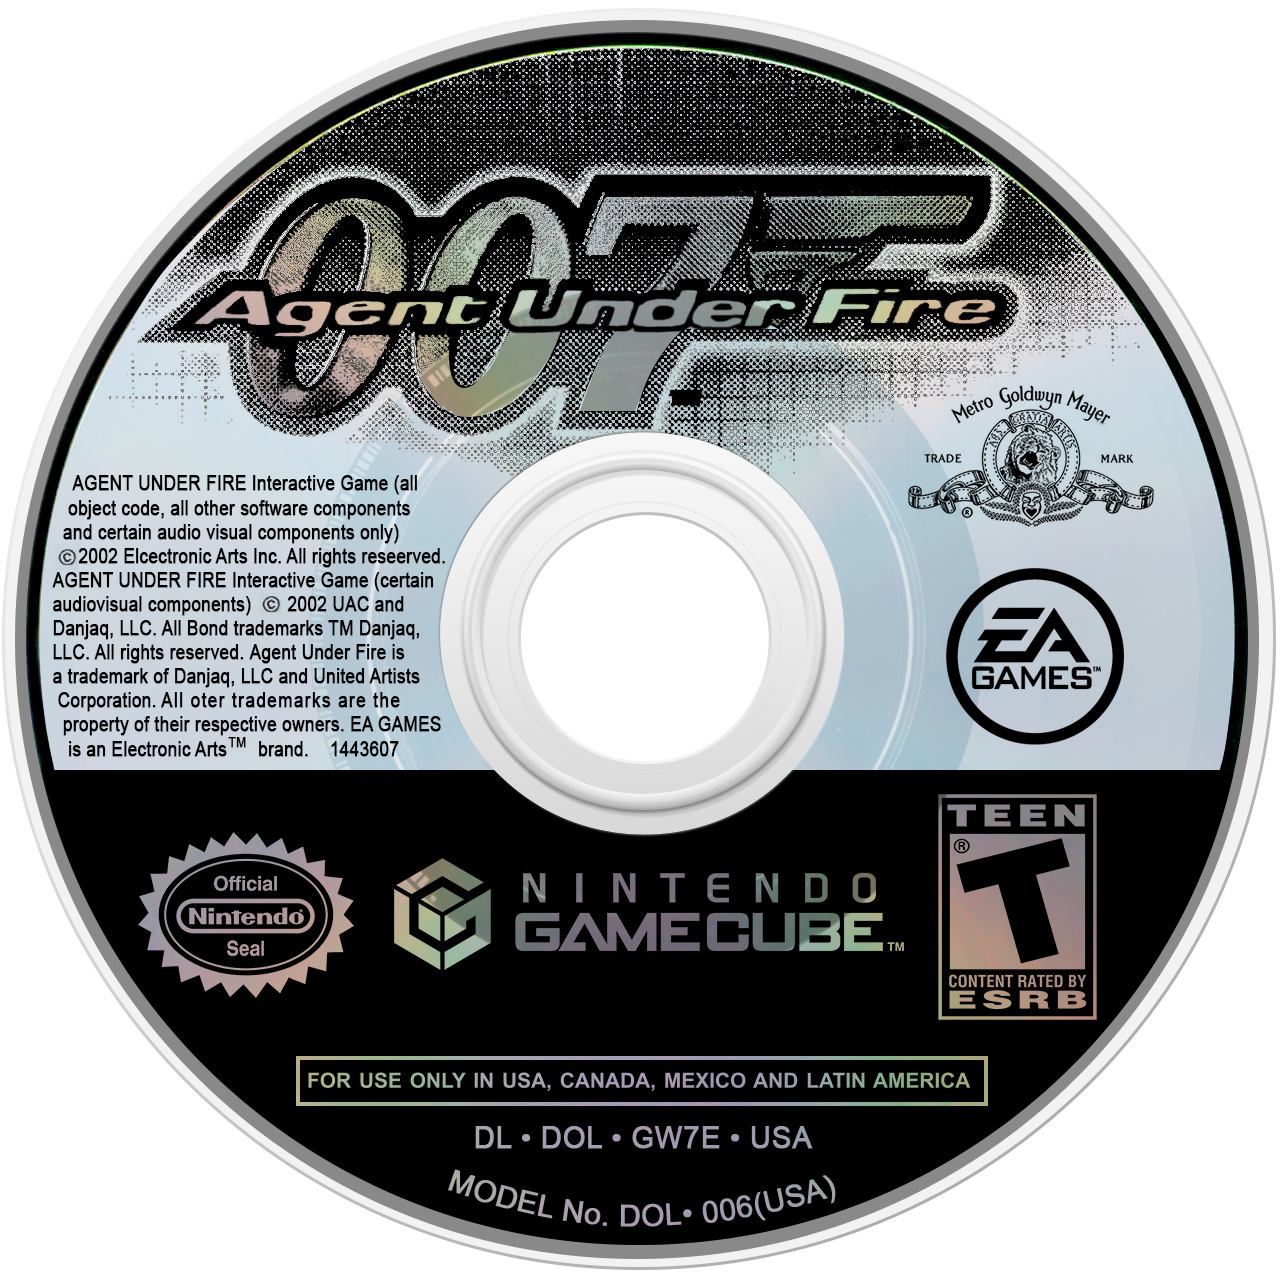 007
Agent Under Fire
Metro Goldwyn Mayer
ARS GRATIA ARTIS
TRADE MARK
®
AGENT UNDER FIRE Interactive Game (all
object code, all other software components
and certain audio visual components only)
©2002 Elcectronic Arts Inc. All rights reseerved.
AGENT UNDER FIRE Interactive Game (certain
audiovisual components) © 2002 UAC and
Danjaq, LLC. All Bond trademarks TM Danjaq,
LLC. All rights reserved. Agent Under Fire is
a trademark of Danjaq, LLC and United Artists
Corporation. All oter trademarks are the
property of their respective owners. EA GAMES
is an Electronic Arts™ brand. 1443607
EA
GAMES™
Official
Nintendo®
Seal
NINTENDO
GAMECUBE™
TEEN
®
T
CONTENT RATED BY
ESRB
FOR USE ONLY IN USA, CANADA, MEXICO AND LATIN AMERICA
DL • DOL • GW7E • USA
MODEL No. DOL• 006(USA)